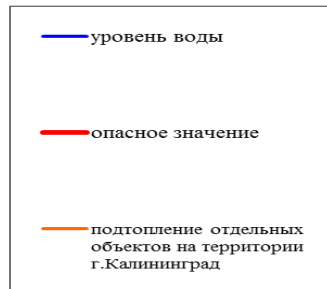 уровень воды
опасное значение
подтопление отдельных
объектов на территории
г.Калининград